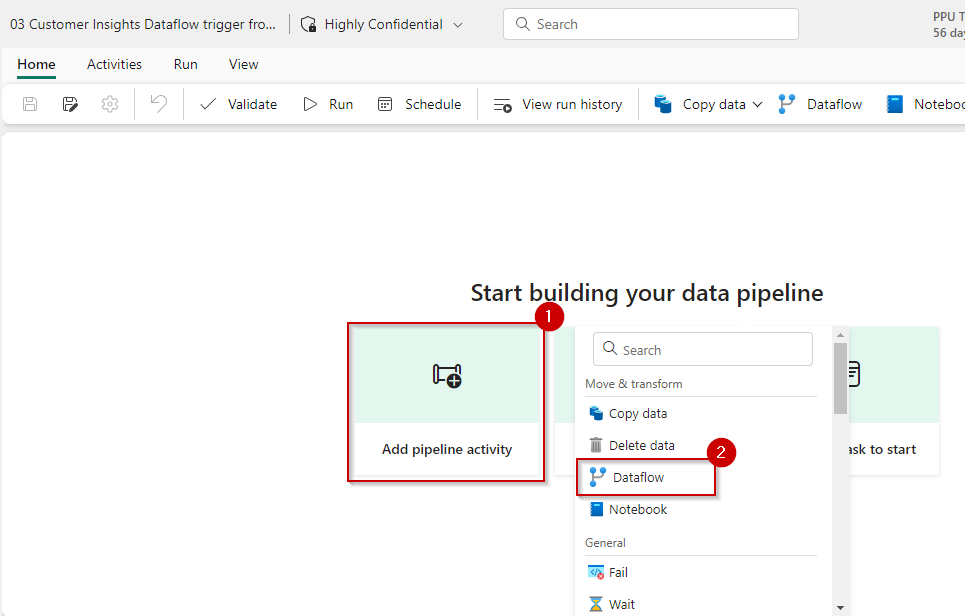 03 Customer Insights Dataflow trigger fro... Highly Confidential Search PPU T
56 day
Home Activities Run View
Validate Run Schedule View run history Copy data Dataflow Noteboo
Start building your data pipeline
1
Search
Move & transform
Copy data
Add pipeline activity Delete data ask to start
2
Dataflow
Notebook
General
Fail
Wait